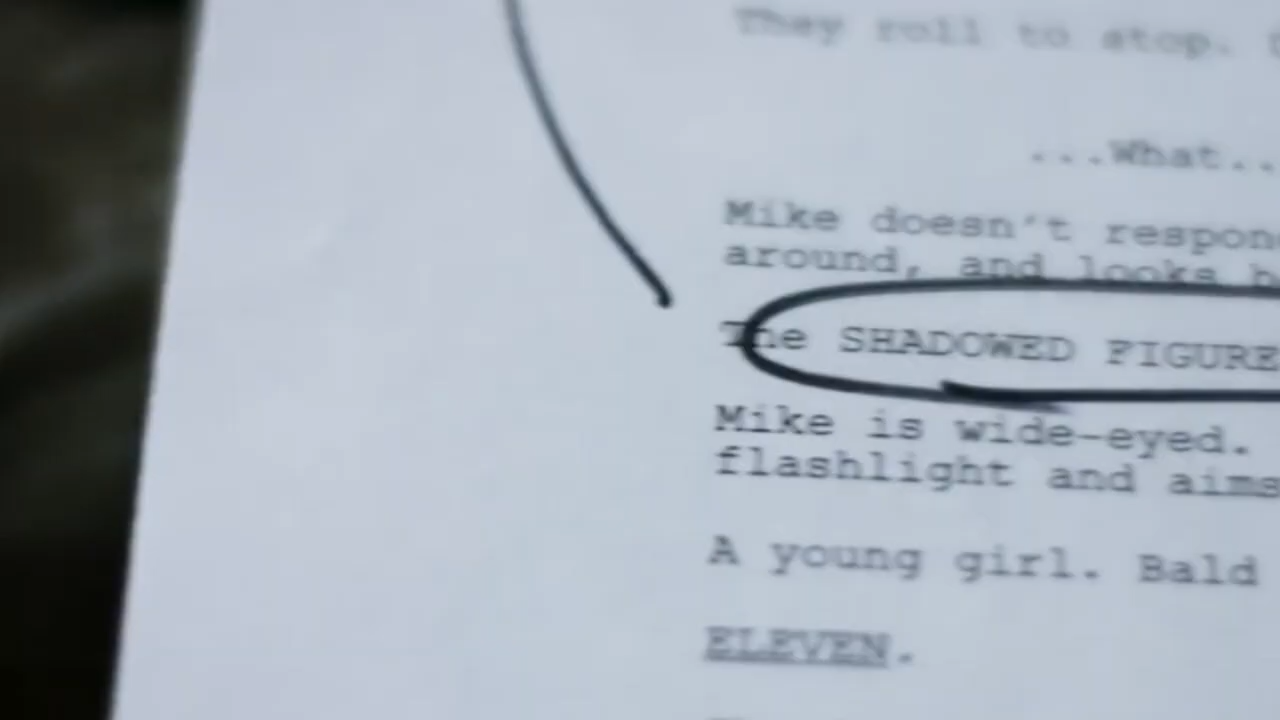 They roll to stop.
...What..
Mike doesn't respon
around, and looks b
The SHADOWED FIGURE
Mike is wide-eyed.
flashlight and aims
A young girl. Bald
ELEVEN.